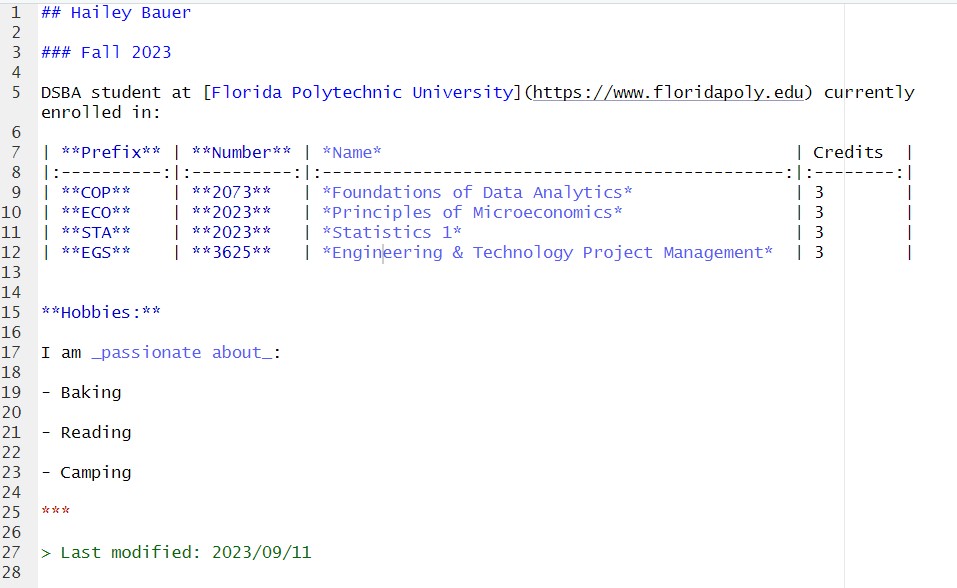 1 ## Hailey Bauer
2
3 ### Fall 2023
4
5 DSBA student at [Florida Polytechnic University](https://www.floridapoly.edu) currently
enrolled in:
6
7 | **Prefix** | **Number** | *Name* | Credits |
8 |:----------:|:----------:|:-----------------------------------------------:|:--------:|
9 | **COP** | **2073** | *Foundations of Data Analytics* | 3 |
10 | **ECO** | **2023** | *Principles of Microeconomics* | 3 |
11 | **STA** | **2023** | *Statistics 1* | 3 |
12 | **EGS** | **3625** | *Engineering & Technology Project Management* | 3 |
13
14
15 **Hobbies:**
16
17 I am _passionate about_:
18
19 - Baking
20
21 - Reading
22
23 - Camping
24
25 ***
26
27 > Last modified: 2023/09/11
28